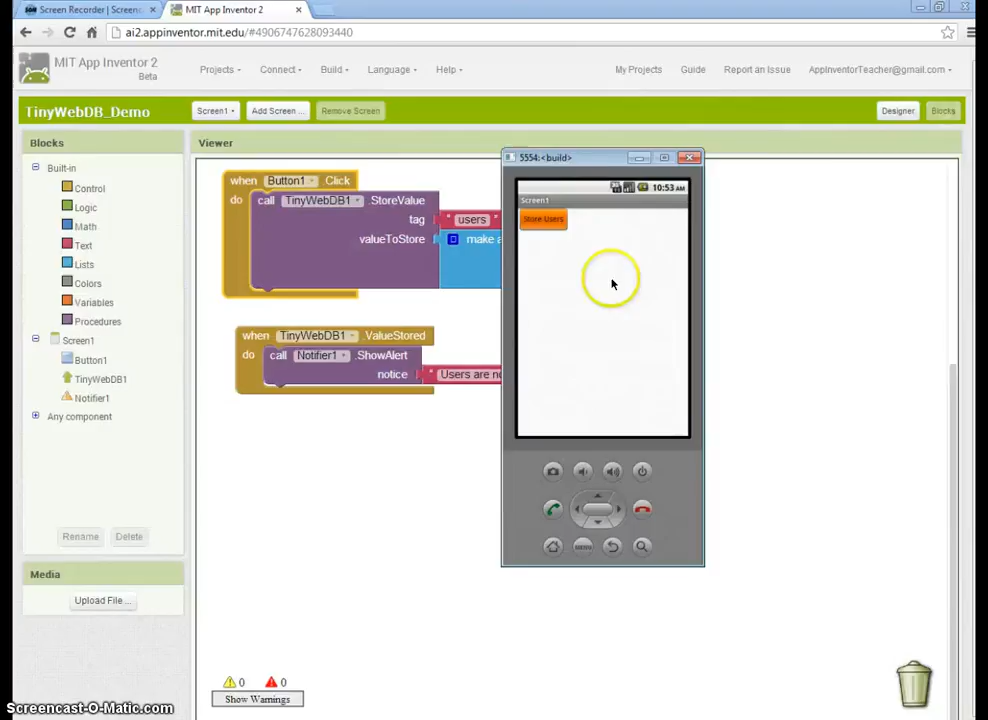 Screen Recorder | Screenc
MIT App Inventor 2
ai2.appinventor.mit.edu/#4906747628093440
MIT App Inventor 2
Beta
Projects
Connect
Build
Language
Help
My Projects
Guide
Report an Issue
AppInventorTeacher@gmail.com
TinyWebDB_Demo
Screen1
Add Screen ...
Remove Screen
Designer
Blocks
Blocks
Viewer
Built-in
Control
Logic
Math
Text
Lists
Colors
Variables
Procedures
Screen1
Button1
TinyWebDB1
Notifier1
Any component
Rename
Delete
Media
Upload File ...
when Button1 .Click
do call TinyWebDB1 .StoreValue
tag " users "
valueToStore make a
when TinyWebDB1 .ValueStored
do call Notifier1 .ShowAlert
notice " Users are no
5554:<build>
10:53 AM
Screen1
Store Users
MENU
0 0
Show Warnings
Screencast-O-Matic.com